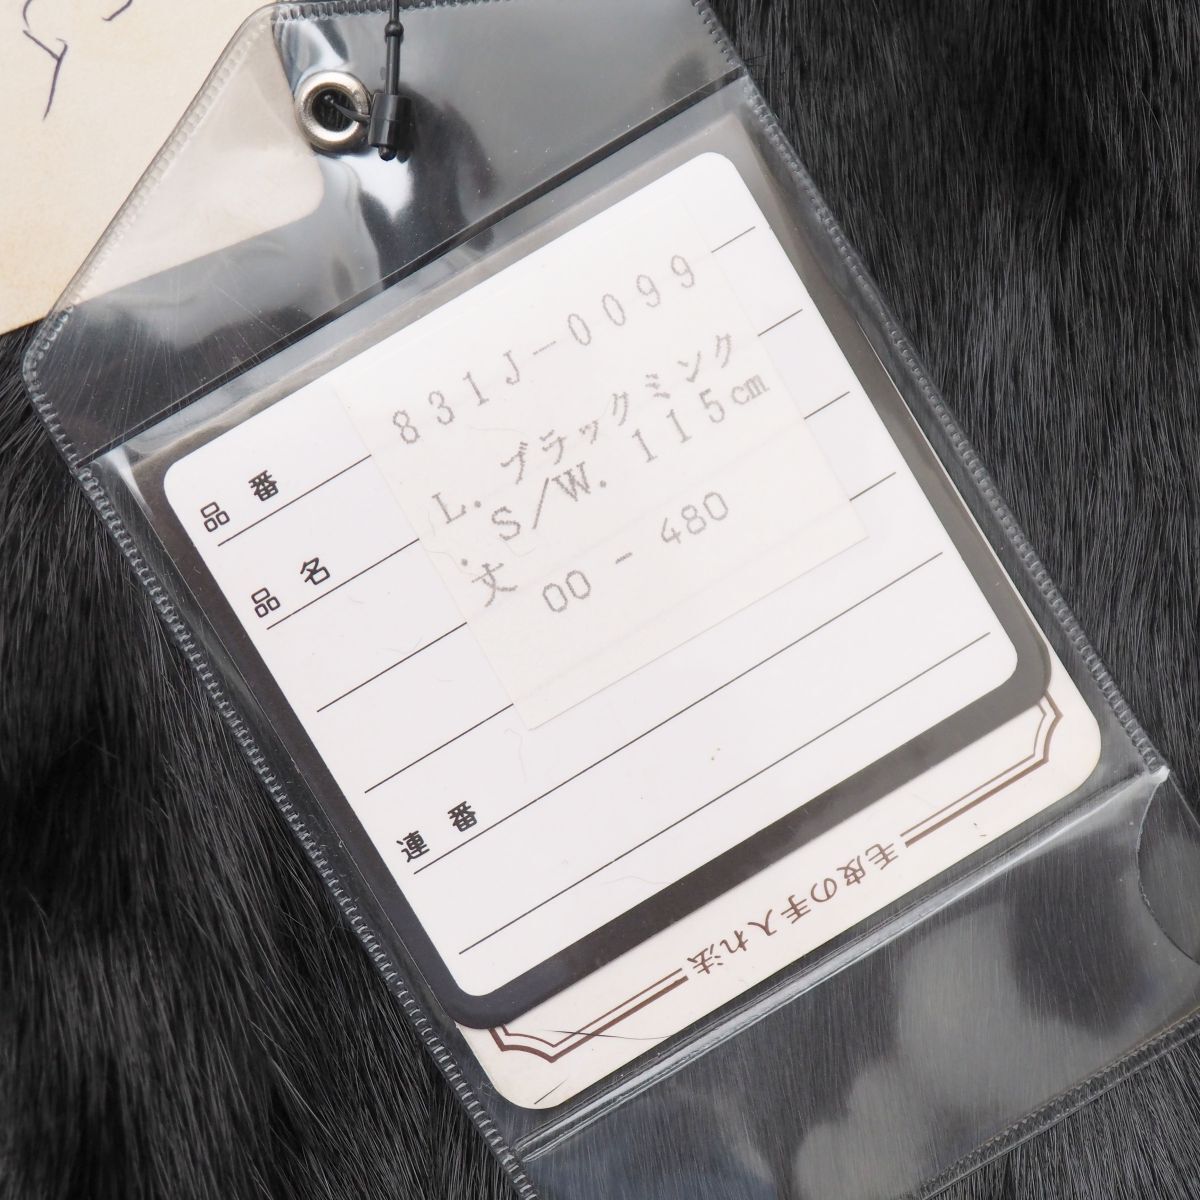 831J-0099
L. ブラックミンク
. S/W. 115cm
丈
00 - 480
品番
品名
連番
毛皮の手入れ法